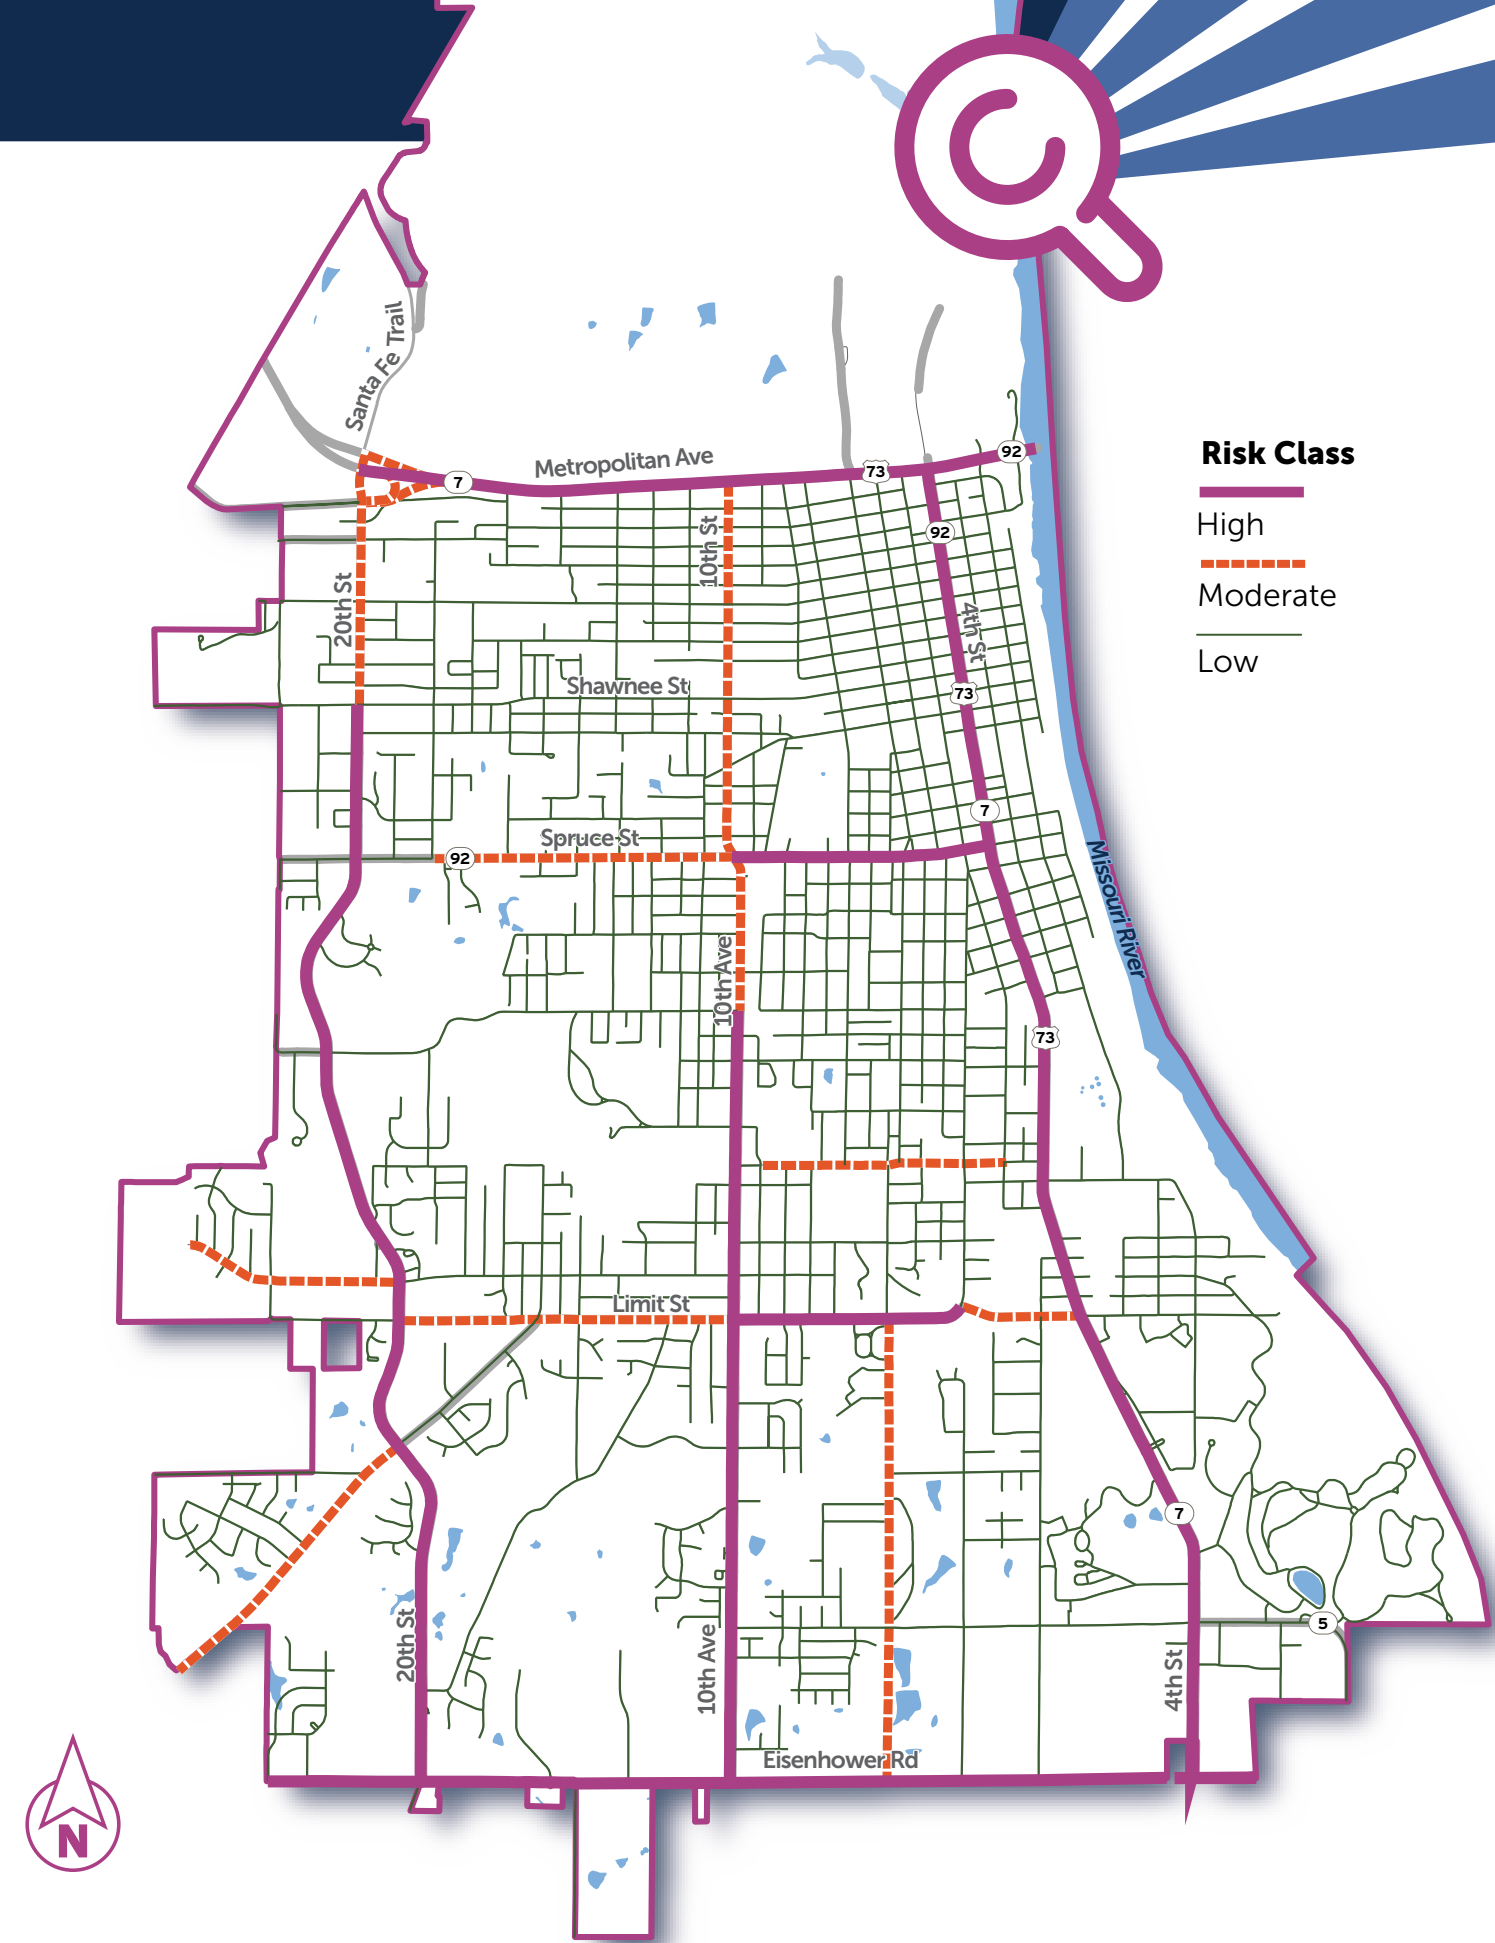 Santa Fe Trail
Metropolitan Ave
7
73
92
Risk Class
High
Moderate
Low
92
10th St
20th St
4th St
Shawnee St
73
7
Spruce St
92
Missouri River
10th Ave
73
Limit St
7
5
20th St
10th Ave
4th St
Eisenhower Rd
N